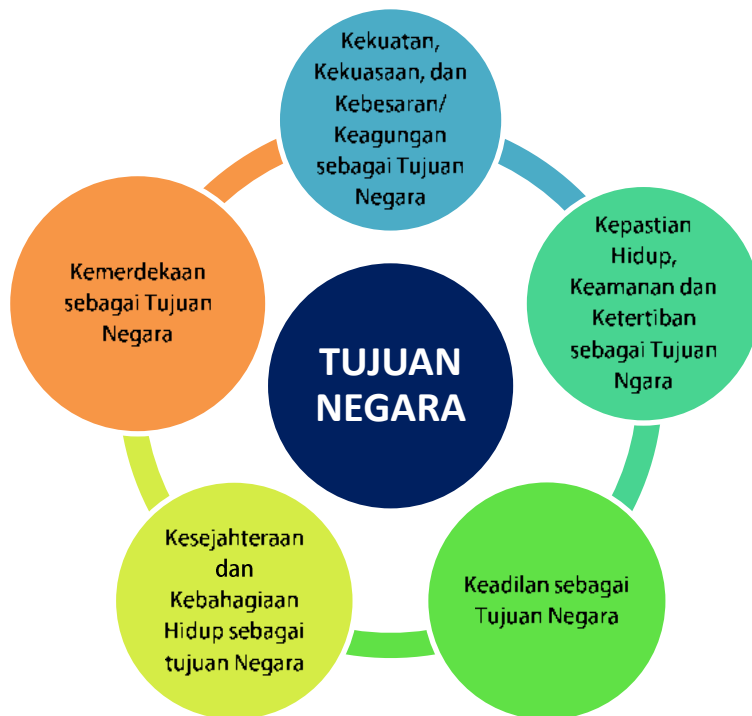 Kekuatan,
Kekuasaan, dan
Kebesaran/
Keagungan
sebagai Tujuan
Negara
Kepastian
Hidup,
Keamanan dan
Ketertiban
sebagai Tujuan
Ngara
Keadilan sebagai
Tujuan Negara
Kesejahteraan
dan
Kebahagiaan
Hidup sebagai
tujuan Negara
Kemerdekaan
sebagai Tujuan
Negara
TUJUAN
NEGARA